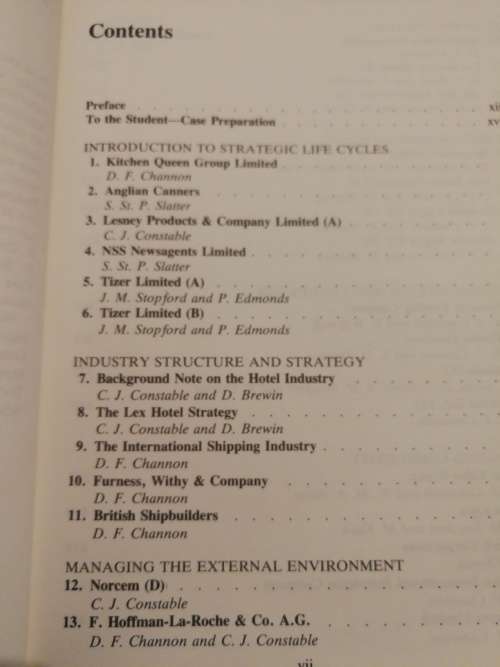 Contents
Preface . . . . . . . . . . . . . . . . . . . .
To the Student—Case Preparation . . . . . . . . . . . . xv
INTRODUCTION TO STRATEGIC LIFE CYCLES
1. Kitchen Queen Group Limited . . . . . . . . . . . .
D. F. Channon
2. Anglian Canners . . . . . . . . . . . . . . . .
S. St. P. Slatter
3. Lesney Products & Company Limited (A) . . . . . . . .
C. J. Constable
4. NSS Newsagents Limited . . . . . . . . . . . . .
S. St. P. Slatter
5. Tizer Limited (A) . . . . . . . . . . . . . . .
J. M. Stopford and P. Edmonds
6. Tizer Limited (B) . . . . . . . . . . . . . . .
J. M. Stopford and P. Edmonds
INDUSTRY STRUCTURE AND STRATEGY
7. Background Note on the Hotel Industry . . . . . . . .
C. J. Constable and D. Brewin
8. The Lex Hotel Strategy . . . . . . . . . . . . .
C. J. Constable and D. Brewin
9. The International Shipping Industry . . . . . . . . .
D. F. Channon
10. Furness, Withy & Company . . . . . . . . . . .
D. F. Channon
11. British Shipbuilders . . . . . . . . . . . . .
D. F. Channon
MANAGING THE EXTERNAL ENVIRONMENT
12. Norcem (D) . . . . . . . . . . . . . . . .
C. J. Constable
13. F. Hoffman-La-Roche & Co. A.G. . . . . . . . . .
D. F. Channon and C. J. Constable
vii